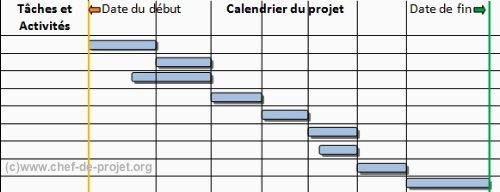 Tâches et
Activités
Date du début
Calendrier du projet
Date de fin
(c)www.chef-de-projet.org